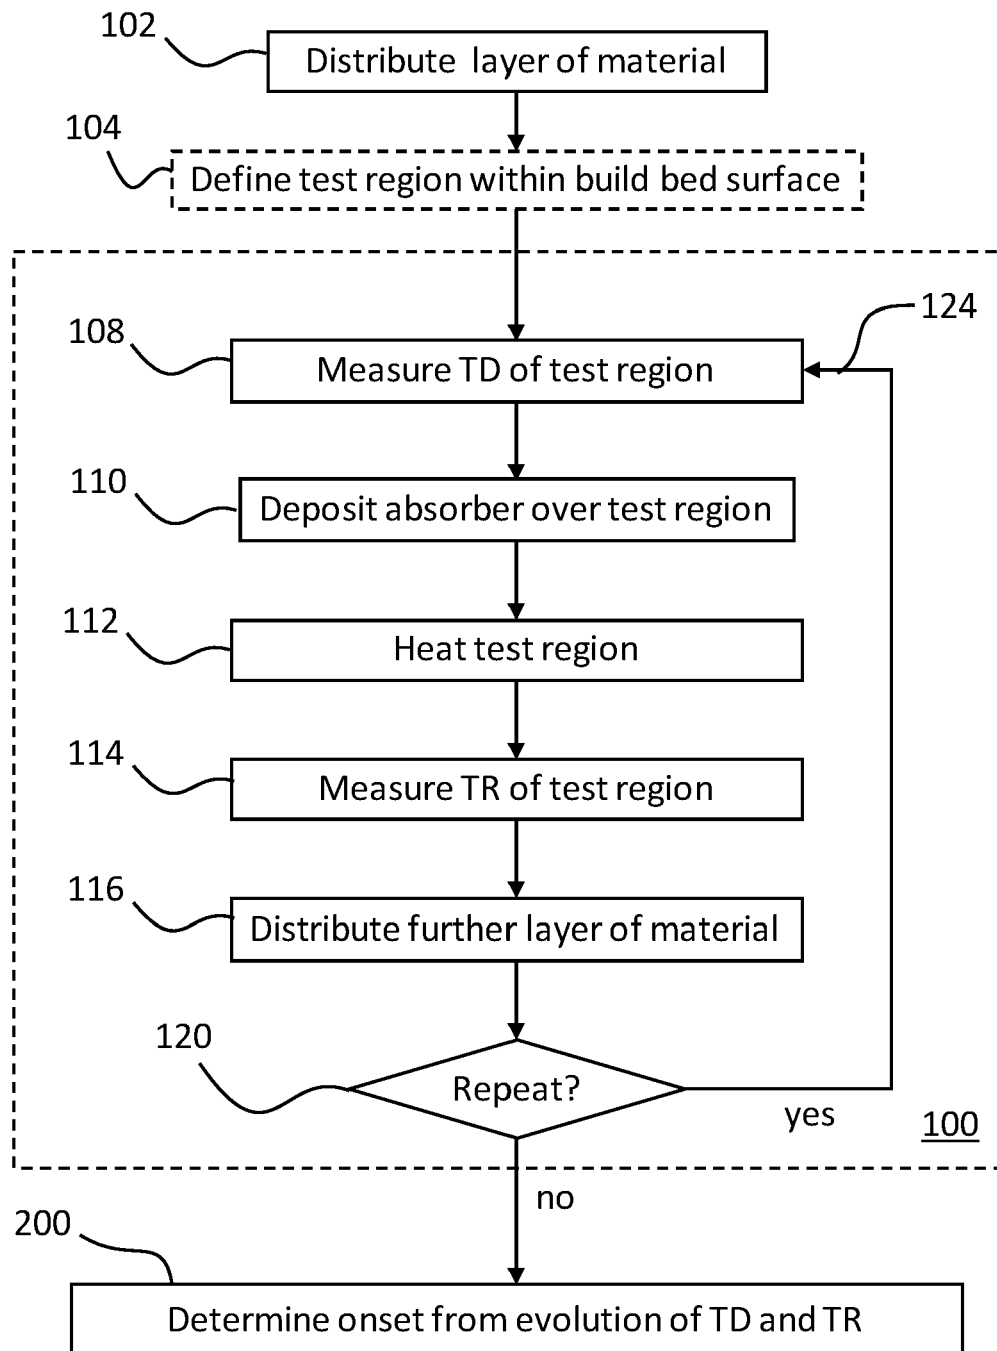 102
Distribute layer of material
104
Define test region within build bed surface
124
108
Measure TD of test region
110
Deposit absorber over test region
112
Heat test region
114
Measure TR of test region
116
Distribute further layer of material
120
Repeat?
yes
100
no
200
Determine onset from evolution of TD and TR